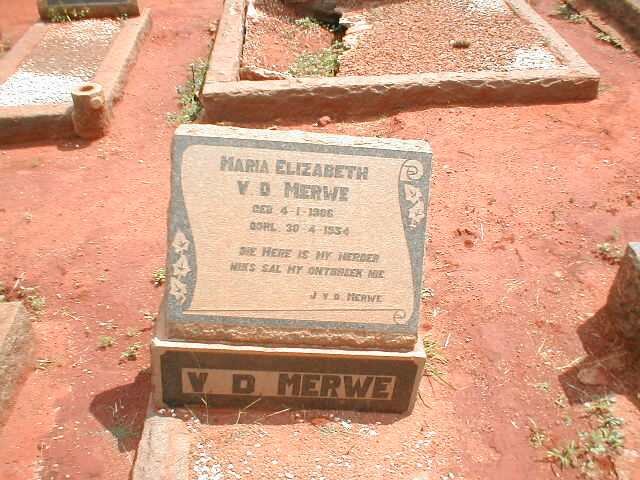 MARIA ELIZABETH
V D MERWE
GEB 4-1-1906
OORL. 30-4-1954
DIE HERE IS MY HERDER
NIKS SAL MY ONTBREEK NIE
J V D MERWE
V D MERWE